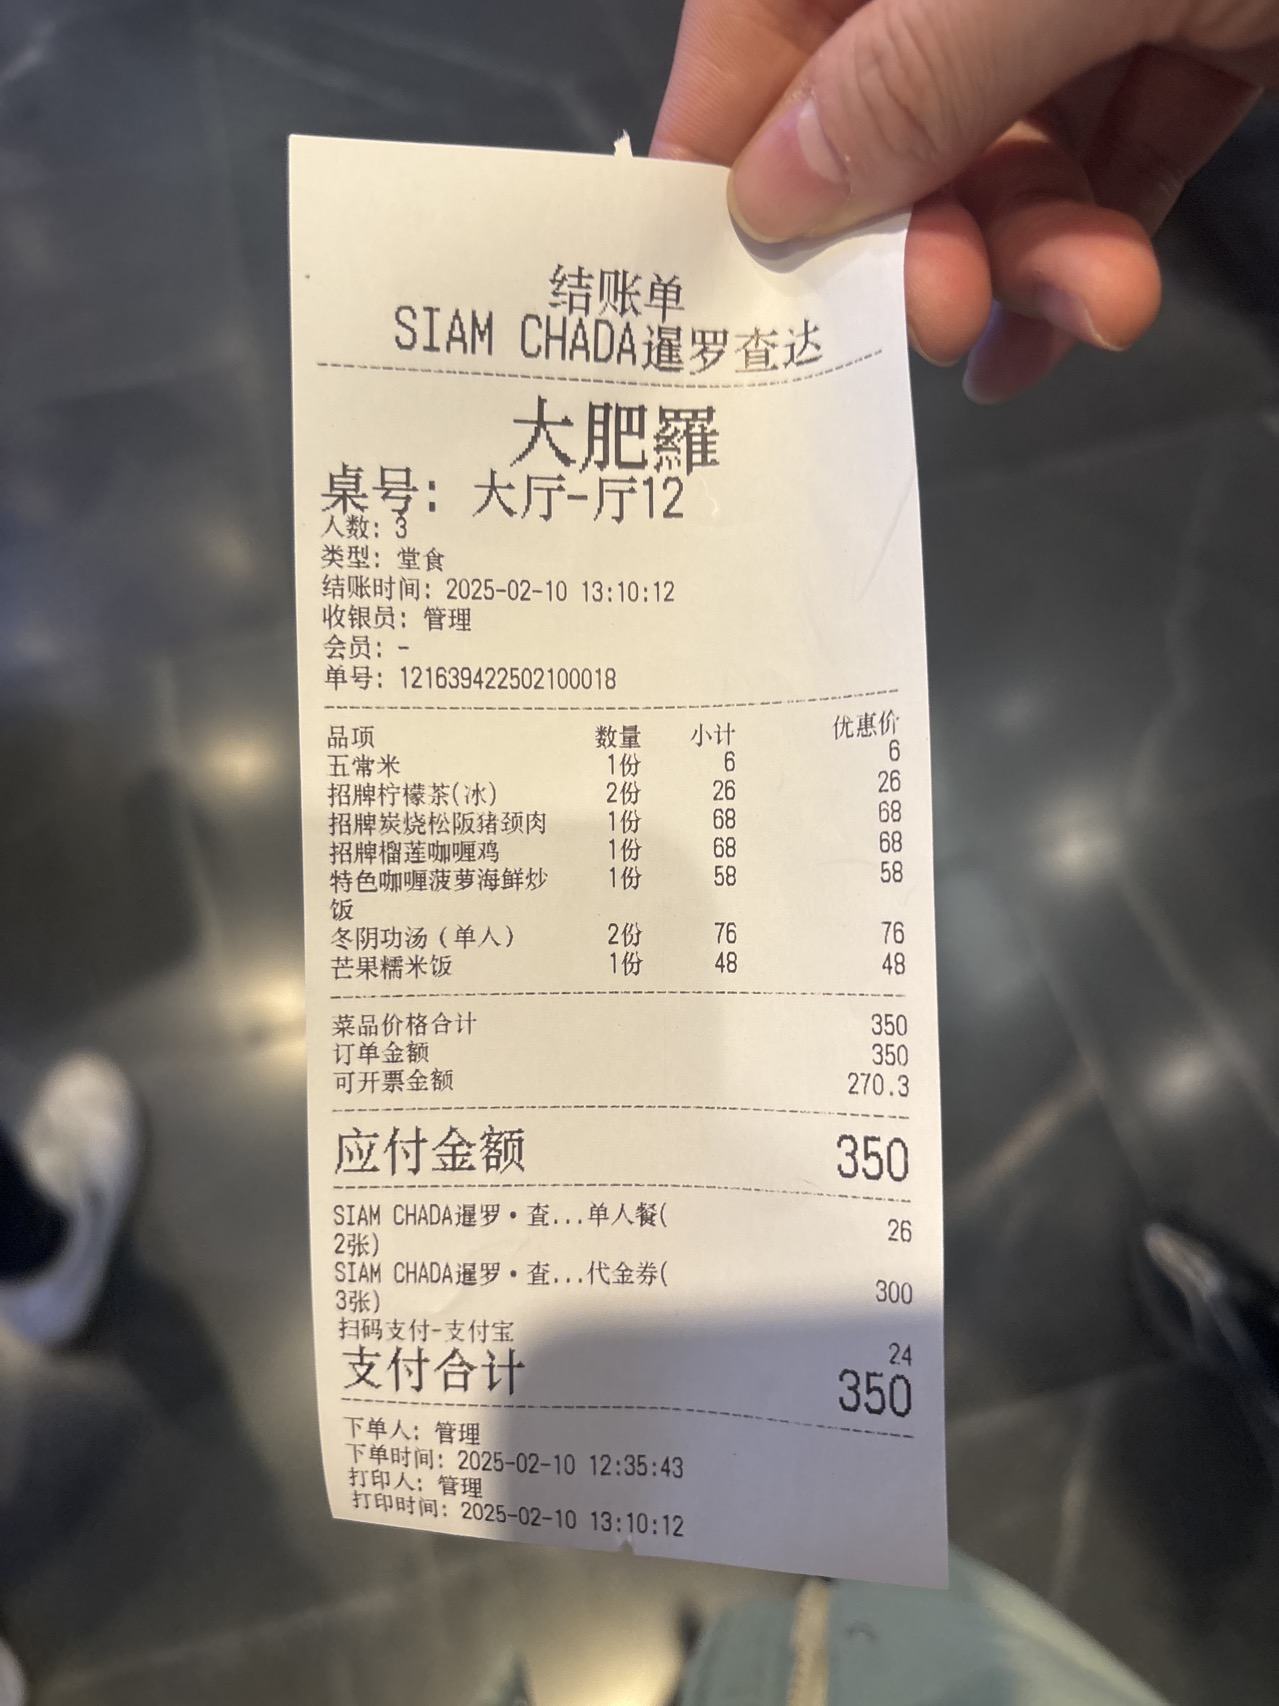 结账单
SIAM CHADA暹罗查达
大肥羅
桌号: 大厅-厅12
人数: 3
类型: 堂食
结账时间: 2025-02-10 13:10:12
收银员: 管理
会员: -
单号: 121639422502100018
品项 数量 小计 优惠价
五常米 1份 6 6
招牌柠檬茶(冰) 2份 26 26
招牌炭烧松阪猪颈肉 1份 68 68
招牌榴莲咖喱鸡 1份 68 68
特色咖喱菠萝海鲜炒 1份 58 58
饭
冬阴功汤（单人） 2份 76 76
芒果糯米饭 1份 48 48
菜品价格合计 350
订单金额 350
可开票金额 270.3
应付金额 350
SIAM CHADA暹罗·查...单人餐( 26
2张)
SIAM CHADA暹罗·查...代金券( 300
3张)
扫码支付-支付宝 24
支付合计 350
下单人: 管理
下单时间: 2025-02-10 12:35:43
打印人: 管理
打印时间: 2025-02-10 13:10:12